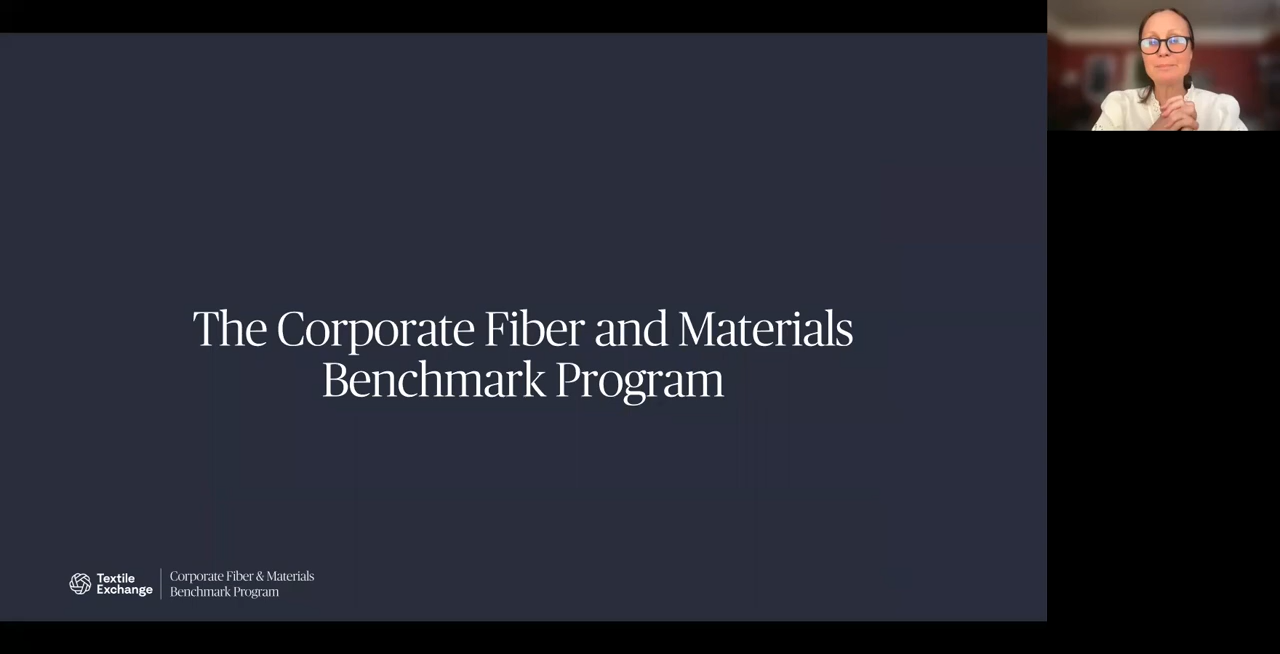 The Corporate Fiber and Materials
Benchmark Program
Textile
Exchange
Corporate Fiber & Materials
Benchmark Program